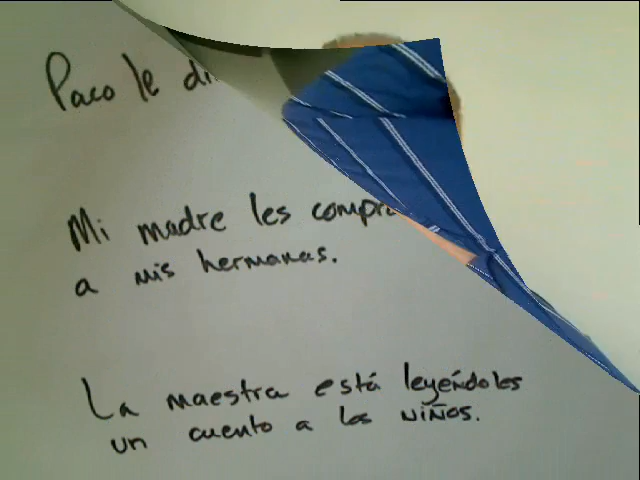 Paco le
Mi madre les
a mis hermanas.
La maestra está leyéndoles
un cuento a los niños.